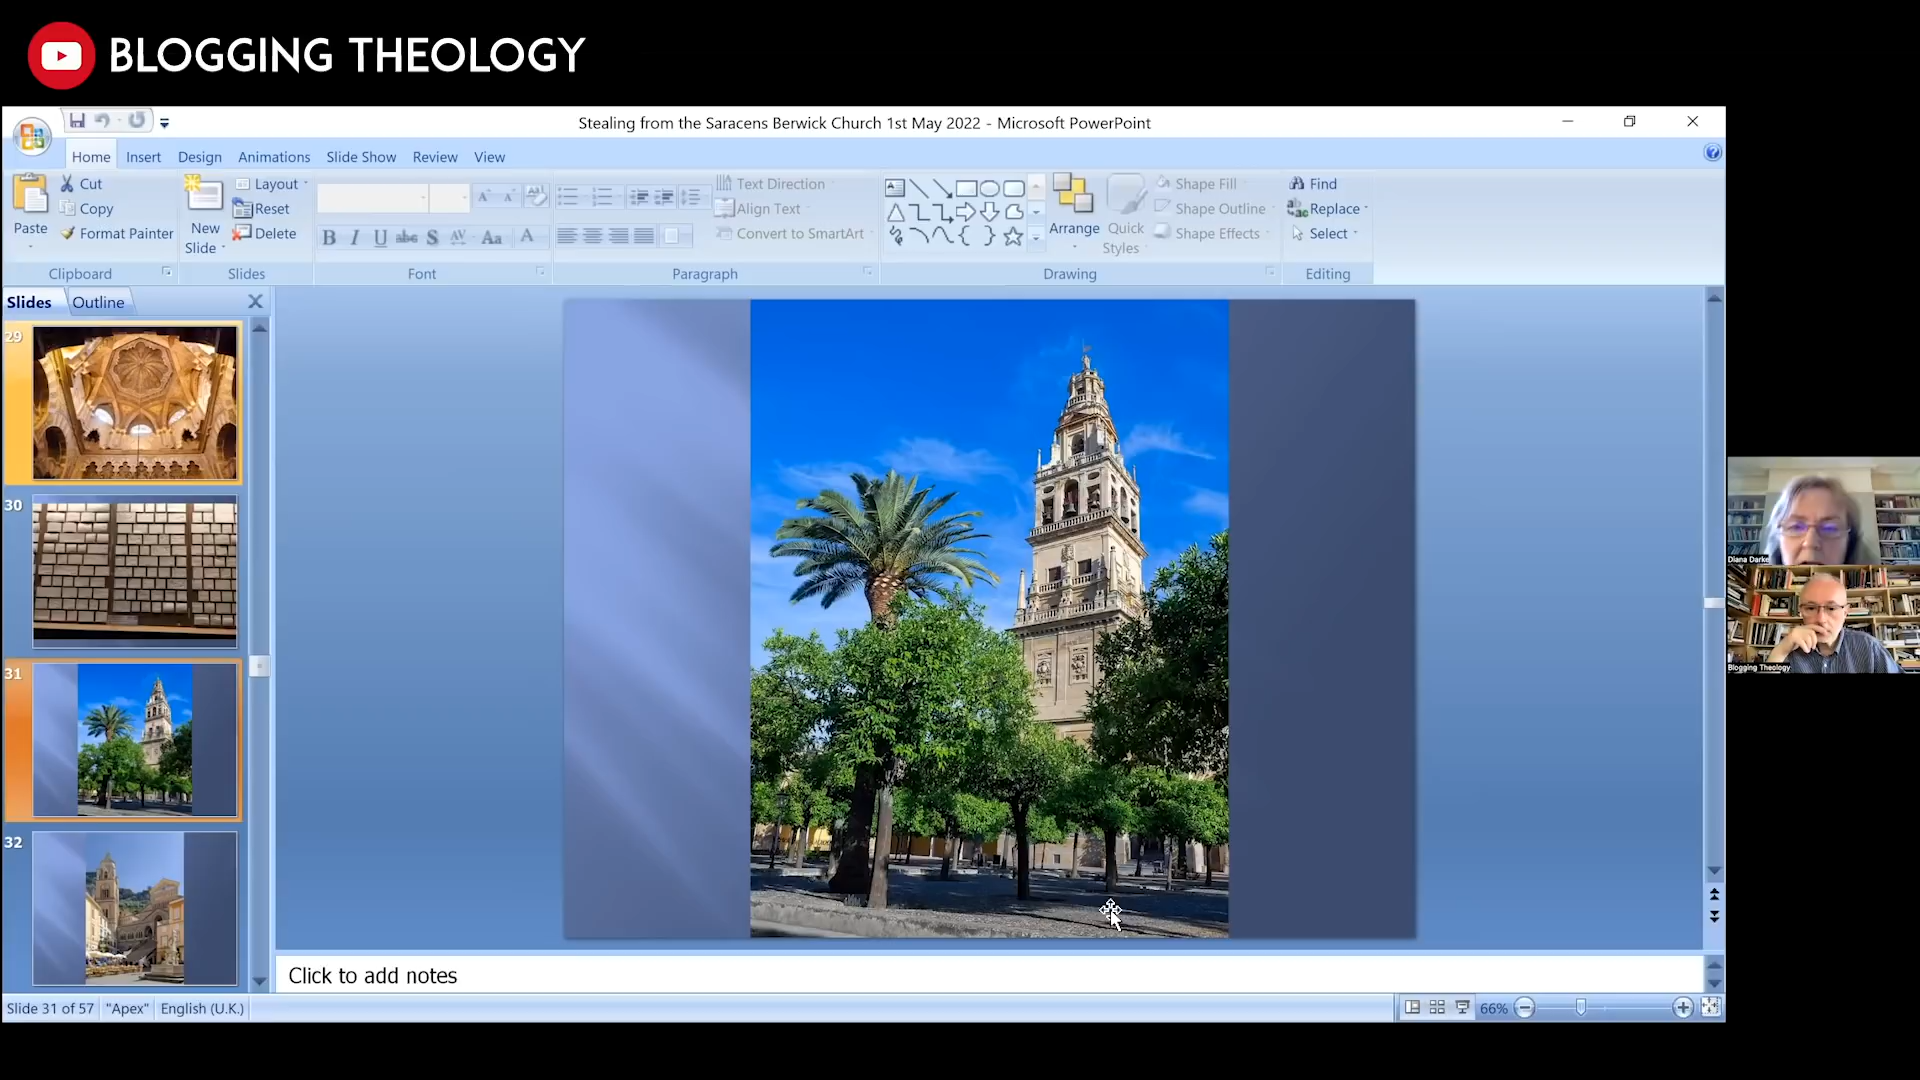 BLOGGING THEOLOGY
Stealing from the Saracens Berwick Church 1st May 2022 - Microsoft PowerPoint
Home Insert Design Animations Slide Show Review View
Paste
Cut
Copy
Format Painter
Clipboard
New
Slide
Layout
Reset
Delete
Slides
B I U abc S AV Aa A
Font
Text Direction
Align Text
Convert to SmartArt
Paragraph
Arrange
Quick
Styles
Shape Fill
Shape Outline
Shape Effects
Drawing
Find
Replace
Select
Editing
Slides Outline
29
30
31
32
Click to add notes
Slide 31 of 57 "Apex" English (U.K.)
66%
Diana Darke
Blogging Theology